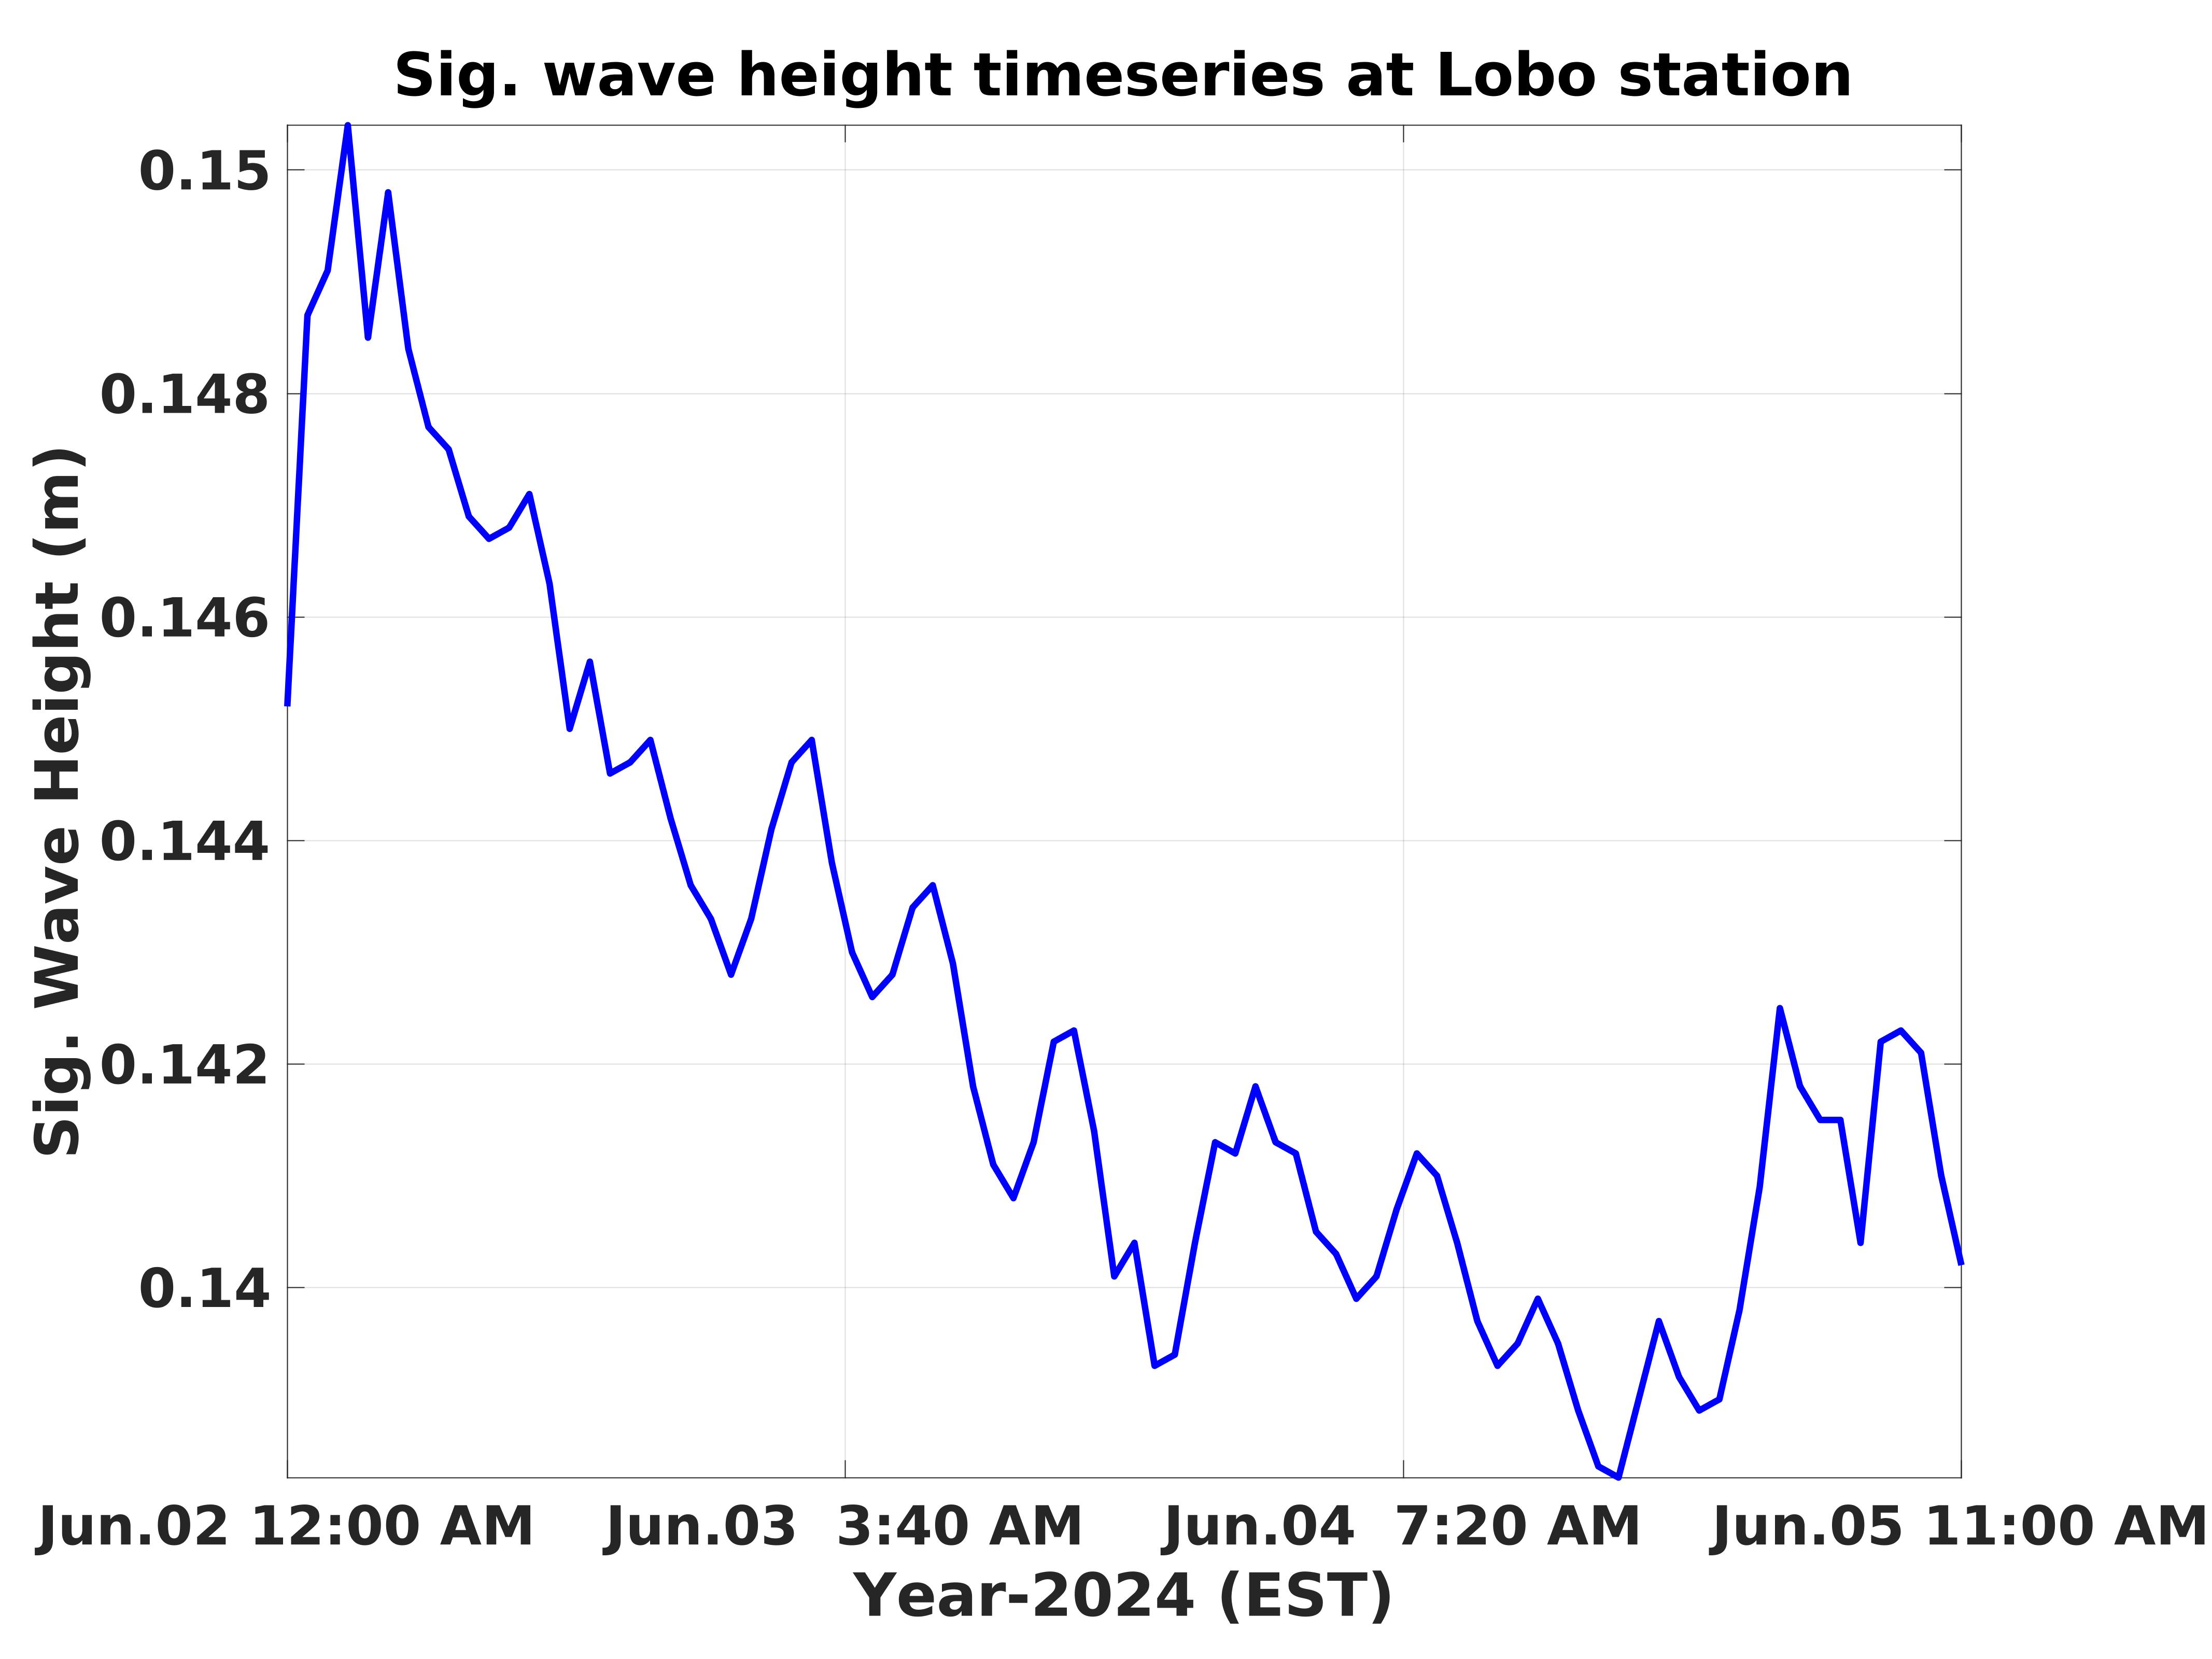 Sig. wave height timeseries at Lobo station
Sig. Wave Height (m)
0.15
0.148
0.146
0.144
0.142
0.14
Jun.02 12:00 AM
Jun.03 3:40 AM
Jun.04 7:20 AM
Jun.05 11:00 AM
Year-2024 (EST)